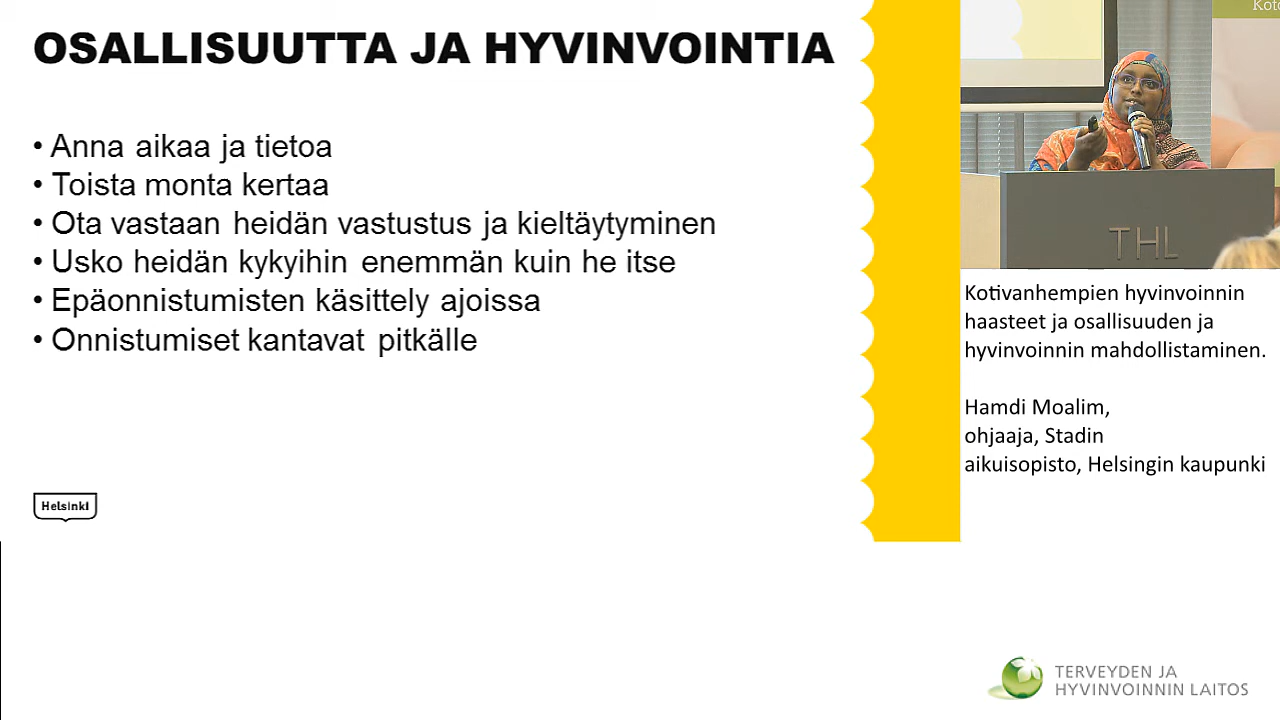 OSALLISUUTTA JA HYVINVOINTIA
• Anna aikaa ja tietoa
• Toista monta kertaa
• Ota vastaan heidän vastustus ja kieltäytyminen
• Usko heidän kykyihin enemmän kuin he itse
• Epäonnistumisten käsittely ajoissa
• Onnistumiset kantavat pitkälle
Helsinki
THL
Kotivanhempien hyvinvoinnin
haasteet ja osallisuuden ja
hyvinvoinnin mahdollistaminen.
Hamdi Moalim,
ohjaaja, Stadin
aikuisopisto, Helsingin kaupunki
TERVEYDEN JA
HYVINVOINNIN LAITOS